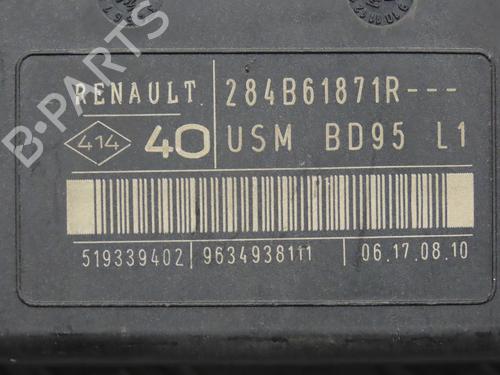 B-PARTS
RENAULT 284B61871R---
414 40 USM BD95 L1
519339402 9634938111 06.17.08.10